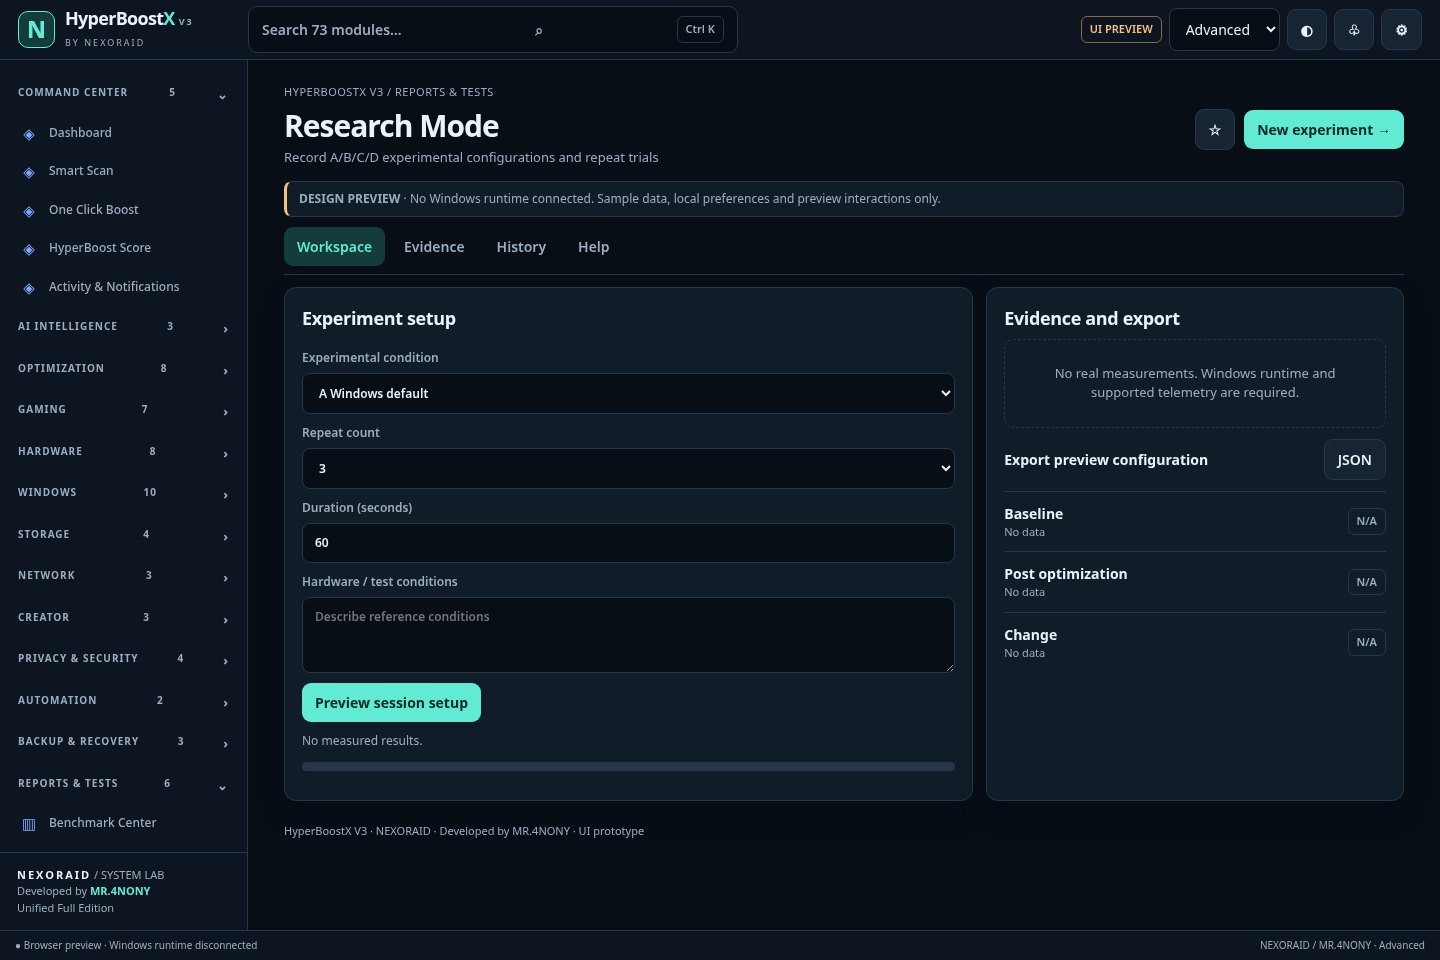 N
HyperBoostX V3
BY NEXORAID
Search 73 modules...
Ctrl K
UI PREVIEW
Advanced
COMMAND CENTER 5
Dashboard
Smart Scan
One Click Boost
HyperBoost Score
Activity & Notifications
AI INTELLIGENCE 3
OPTIMIZATION 8
GAMING 7
HARDWARE 8
WINDOWS 10
STORAGE 4
NETWORK 3
CREATOR 3
PRIVACY & SECURITY 4
AUTOMATION 2
BACKUP & RECOVERY 3
REPORTS & TESTS 6
Benchmark Center
NEXORAID / SYSTEM LAB
Developed by MR.4NONY
Unified Full Edition
HYPERBOOSTX V3 / REPORTS & TESTS
Research Mode
Record A/B/C/D experimental configurations and repeat trials
New experiment →
DESIGN PREVIEW · No Windows runtime connected. Sample data, local preferences and preview interactions only.
Workspace Evidence History Help
Experiment setup
Experimental condition
A Windows default
Repeat count
3
Duration (seconds)
60
Hardware / test conditions
Describe reference conditions
Preview session setup
No measured results.
Evidence and export
No real measurements. Windows runtime and
supported telemetry are required.
Export preview configuration JSON
Baseline
No data
N/A
Post optimization
No data
N/A
Change
No data
N/A
HyperBoostX V3 · NEXORAID · Developed by MR.4NONY · UI prototype
● Browser preview · Windows runtime disconnected
NEXORAID / MR.4NONY · Advanced